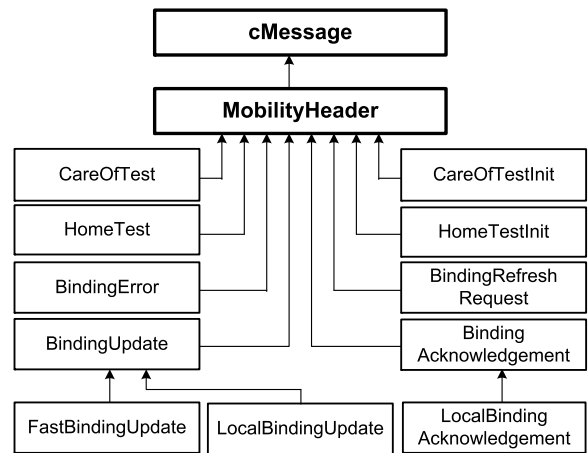 cMessage
MobilityHeader
CareOfTest
CareOfTestInit
HomeTest
HomeTestInit
BindingError
BindingRefresh
Request
BindingUpdate
Binding
Acknowledgement
FastBindingUpdate
LocalBindingUpdate
LocalBinding
Acknowledgement